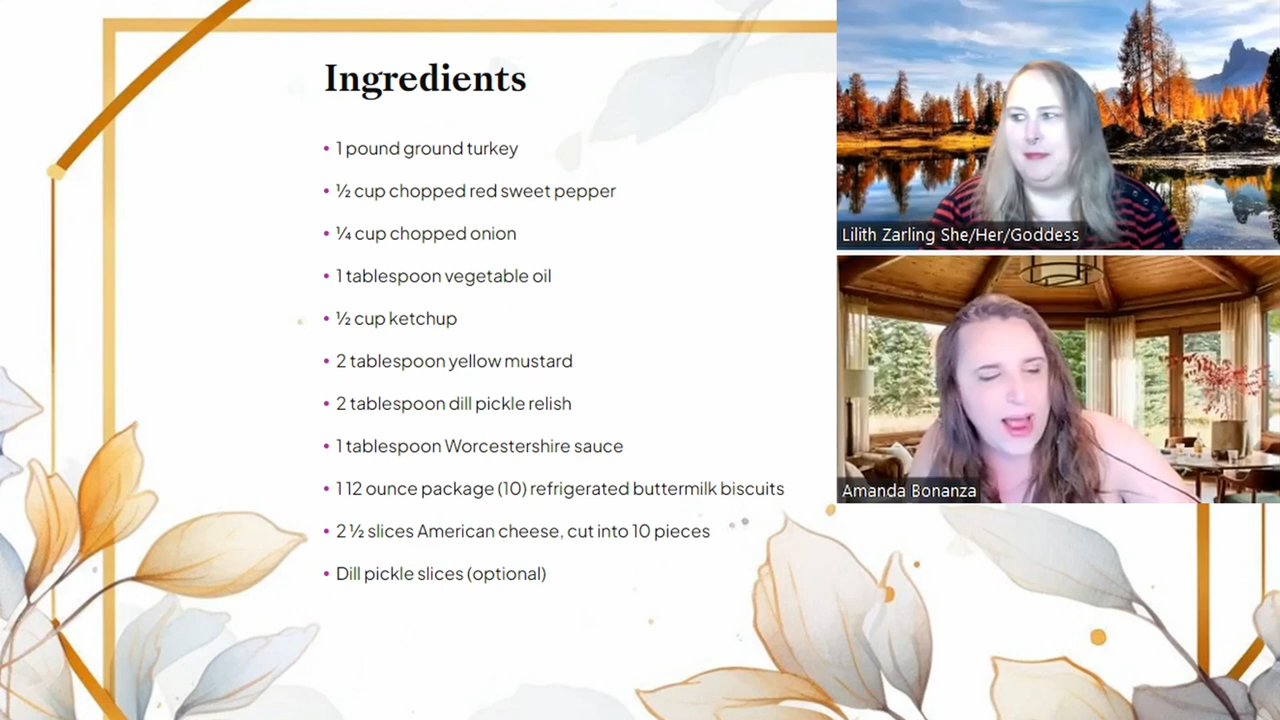 Ingredients
• 1 pound ground turkey
• ½ cup chopped red sweet pepper
• ¼ cup chopped onion
• 1 tablespoon vegetable oil
• ½ cup ketchup
• 2 tablespoon yellow mustard
• 2 tablespoon dill pickle relish
• 1 tablespoon Worcestershire sauce
• 1 12 ounce package (10) refrigerated buttermilk biscuits
• 2 ½ slices American cheese, cut into 10 pieces
• Dill pickle slices (optional)
Lilith Zarling She/Her/Goddess
Amanda Bonanza